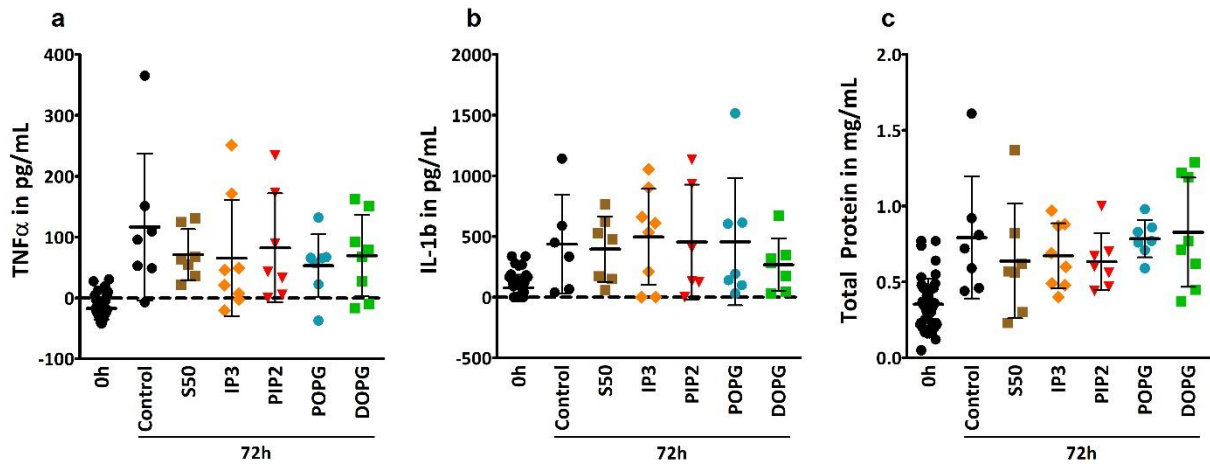 a
TNFα in pg/mL
400
300
200
100
0
-100
0h
Control
S50
IP3
PIP2
POPG
DOPG
72h
b
IL-1b in pg/mL
2000
1500
1000
500
0
-500
0h
Control
S50
IP3
PIP2
POPG
DOPG
72h
c
Total Protein in mg/mL
2.0
1.5
1.0
0.5
0.0
0h
Control
S50
IP3
PIP2
POPG
DOPG
72h